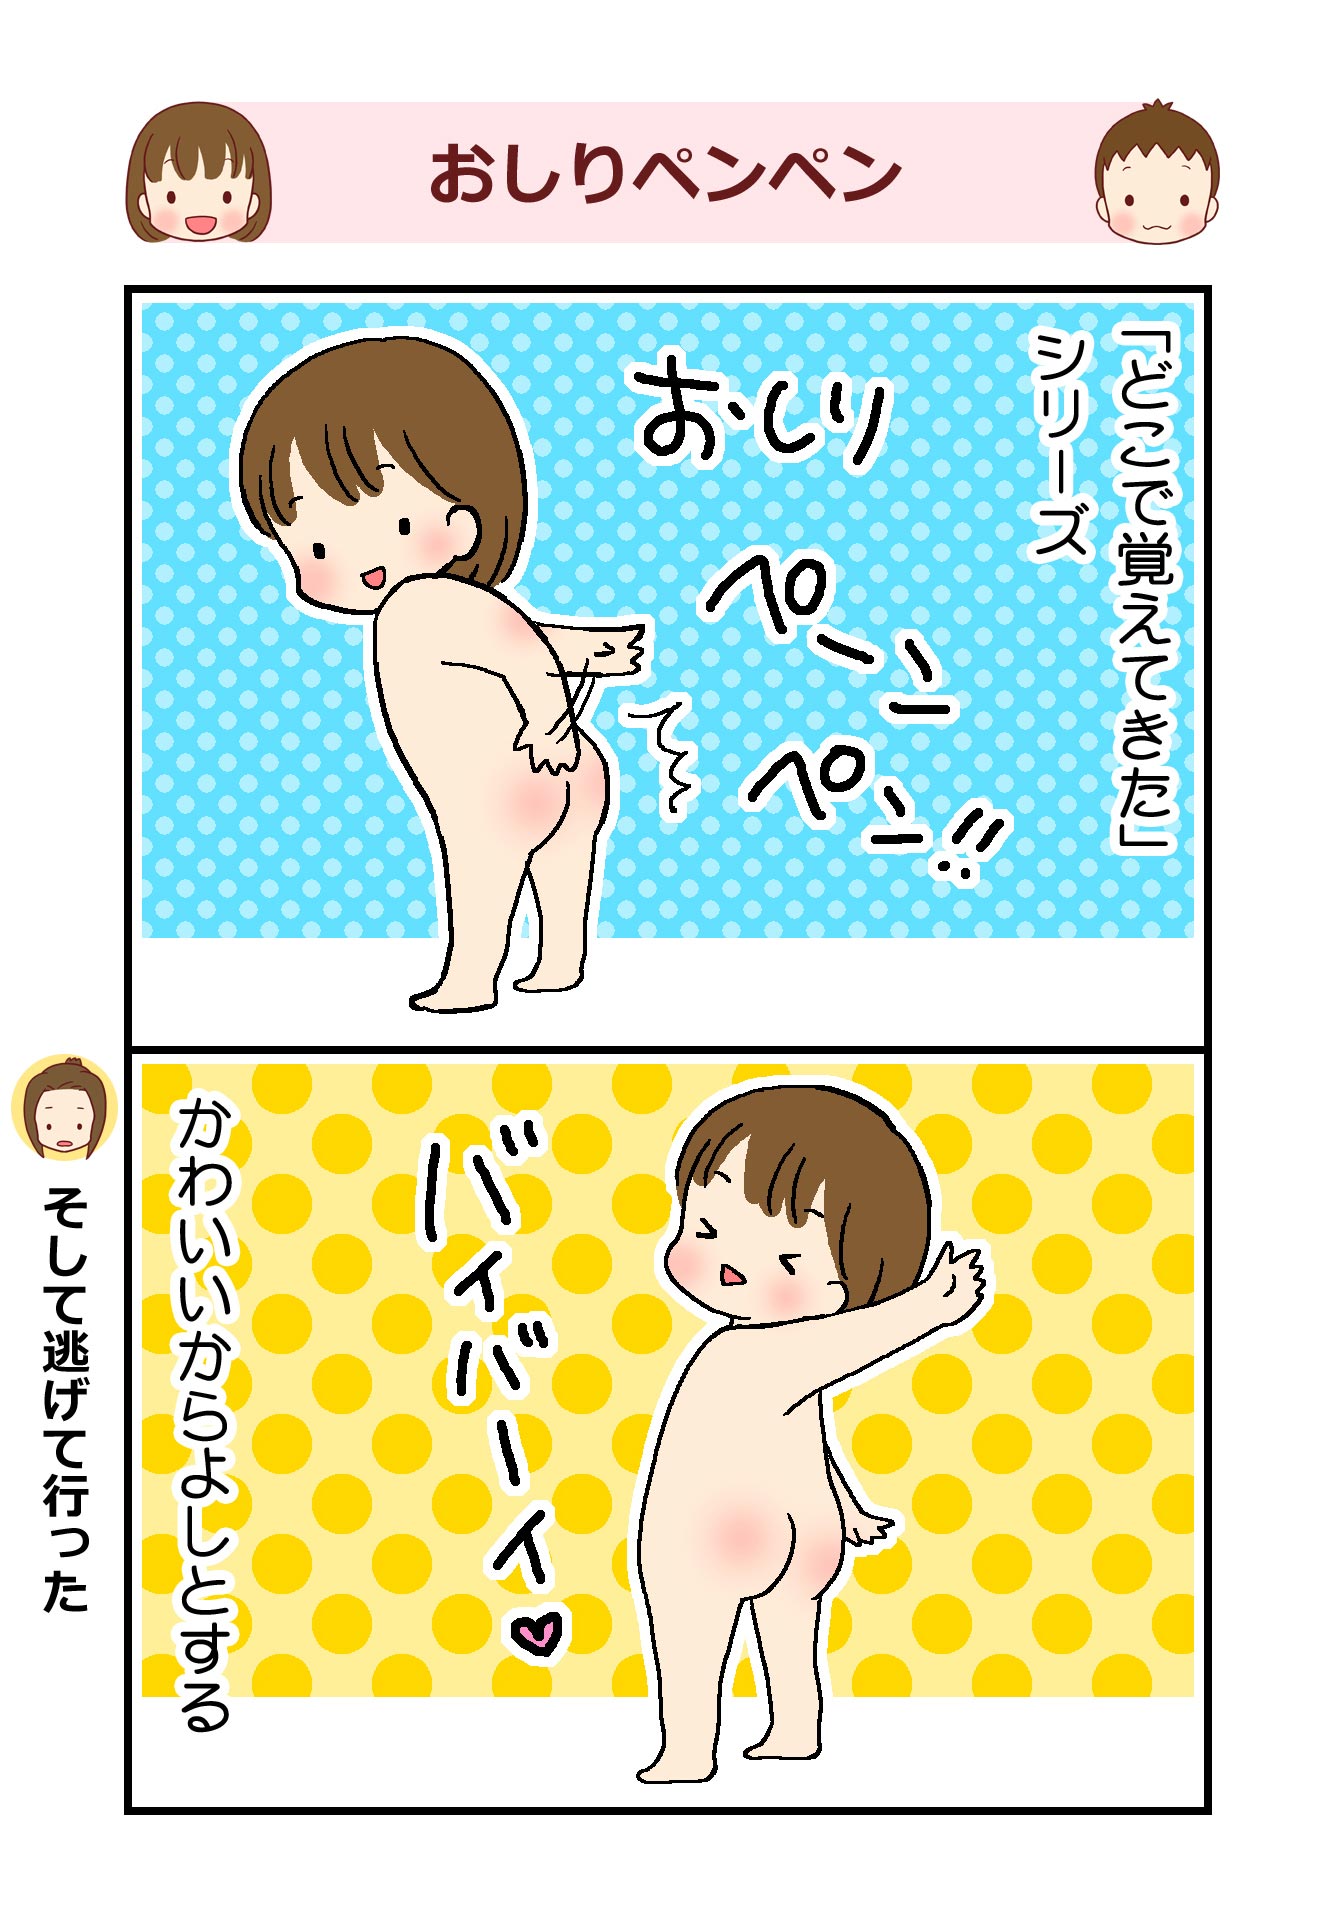 おしりペンペン
「どこで覚えてきた」
シリーズ
おしり
ペーン
ペン!!
バイバーイ
かわいいからよしとする
そして逃げて行った